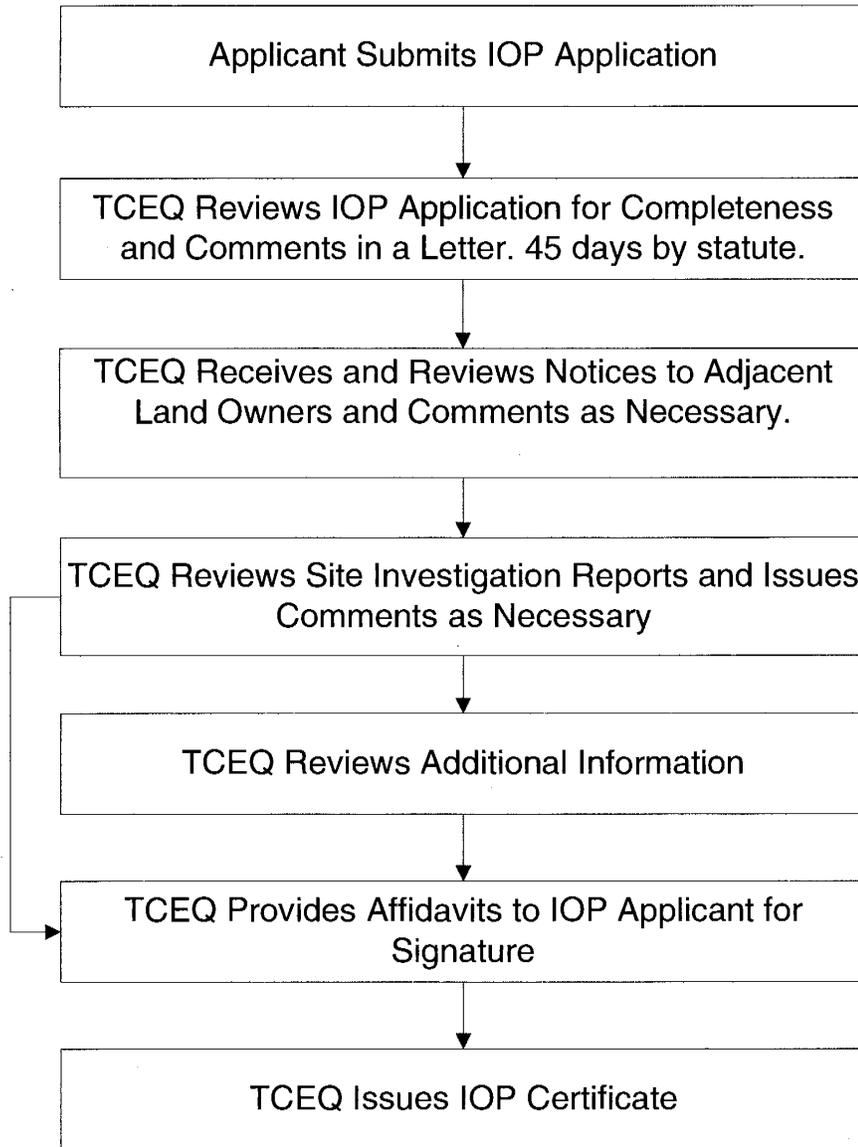 Applicant Submits IOP Application
TCEQ Reviews IOP Application for Completeness
and Comments in a Letter. 45 days by statute.
TCEQ Receives and Reviews Notices to Adjacent
Land Owners and Comments as Necessary.
TCEQ Reviews Site Investigation Reports and Issues
Comments as Necessary
TCEQ Reviews Additional Information
TCEQ Provides Affidavits to IOP Applicant for
Signature
TCEQ Issues IOP Certificate